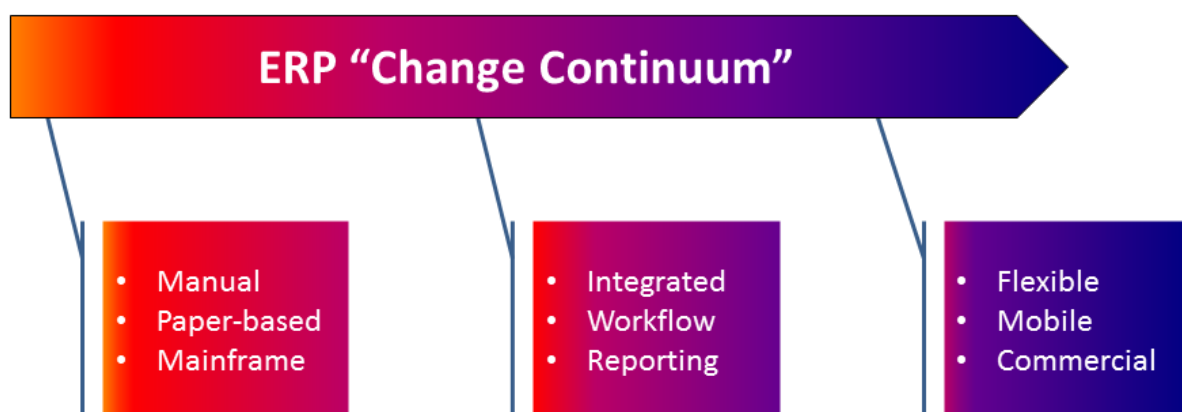 ERP “Change Continuum”
• Manual
• Paper-based
• Mainframe
• Integrated
• Workflow
• Reporting
• Flexible
• Mobile
• Commercial